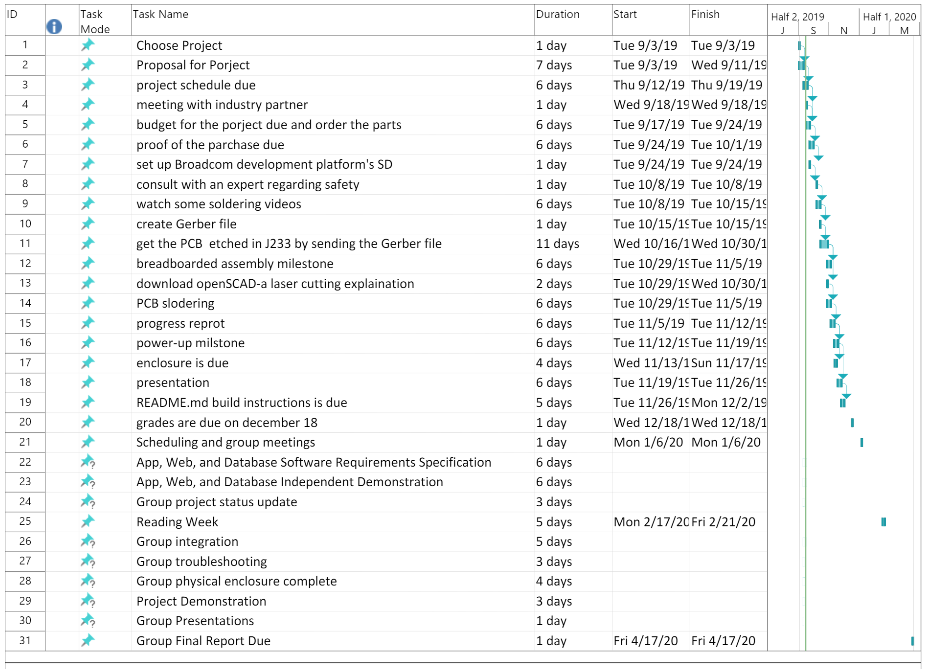 ID Task Mode Task Name Duration Start Finish Half 2, 2019 Half 1, 2020
J S N J M
1 Choose Project 1 day Tue 9/3/19 Tue 9/3/19
2 Proposal for Porject 7 days Tue 9/3/19 Wed 9/11/19
3 project schedule due 6 days Thu 9/12/19 Thu 9/19/19
4 meeting with industry partner 1 day Wed 9/18/19 Wed 9/18/19
5 budget for the porject due and order the parts 6 days Tue 9/17/19 Tue 9/24/19
6 proof of the parchase due 6 days Tue 9/24/19 Tue 10/1/19
7 set up Broadcom development platform's SD 1 day Tue 9/24/19 Tue 9/24/19
8 consult with an expert regarding safety 1 day Tue 10/8/19 Tue 10/8/19
9 watch some soldering videos 6 days Tue 10/8/19 Tue 10/15/19
10 create Gerber file 1 day Tue 10/15/19 Tue 10/15/19
11 get the PCB etched in J233 by sending the Gerber file 11 days Wed 10/16/1 Wed 10/30/1
12 breadboarded assembly milestone 6 days Tue 10/29/19 Tue 11/5/19
13 download openSCAD-a laser cutting explaination 2 days Tue 10/29/19 Wed 10/30/1
14 PCB slodering 6 days Tue 10/29/19 Tue 11/5/19
15 progress reprot 6 days Tue 11/5/19 Tue 11/12/19
16 power-up milstone 6 days Tue 11/12/19 Tue 11/19/19
17 enclosure is due 4 days Wed 11/13/1 Sun 11/17/19
18 presentation 6 days Tue 11/19/19 Tue 11/26/19
19 README.md build instructions is due 5 days Tue 11/26/19 Mon 12/2/19
20 grades are due on december 18 1 day Wed 12/18/1 Wed 12/18/1
21 Scheduling and group meetings 1 day Mon 1/6/20 Mon 1/6/20
22 ? App, Web, and Database Software Requirements Specification 6 days
23 ? App, Web, and Database Independent Demonstration 6 days
24 ? Group project status update 3 days
25 Reading Week 5 days Mon 2/17/20 Fri 2/21/20
26 ? Group integration 5 days
27 ? Group troubleshooting 3 days
28 ? Group physical enclosure complete 4 days
29 ? Project Demonstration 3 days
30 ? Group Presentations 1 day
31 Group Final Report Due 1 day Fri 4/17/20 Fri 4/17/20